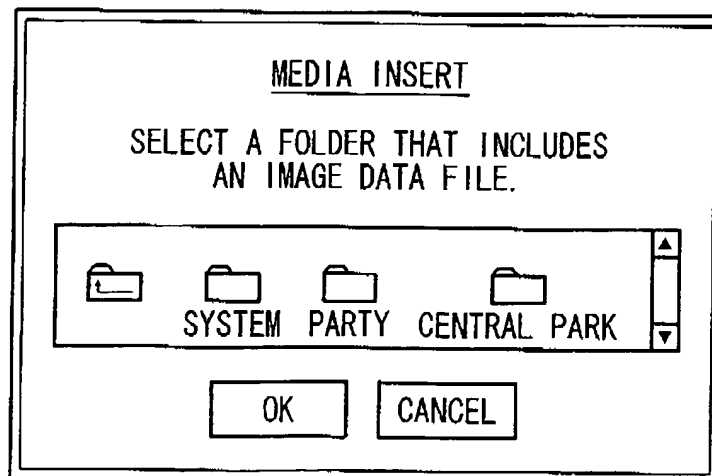 MEDIA INSERT
SELECT A FOLDER THAT INCLUDES
AN IMAGE DATA FILE.
SYSTEM PARTY CENTRAL PARK
OK CANCEL